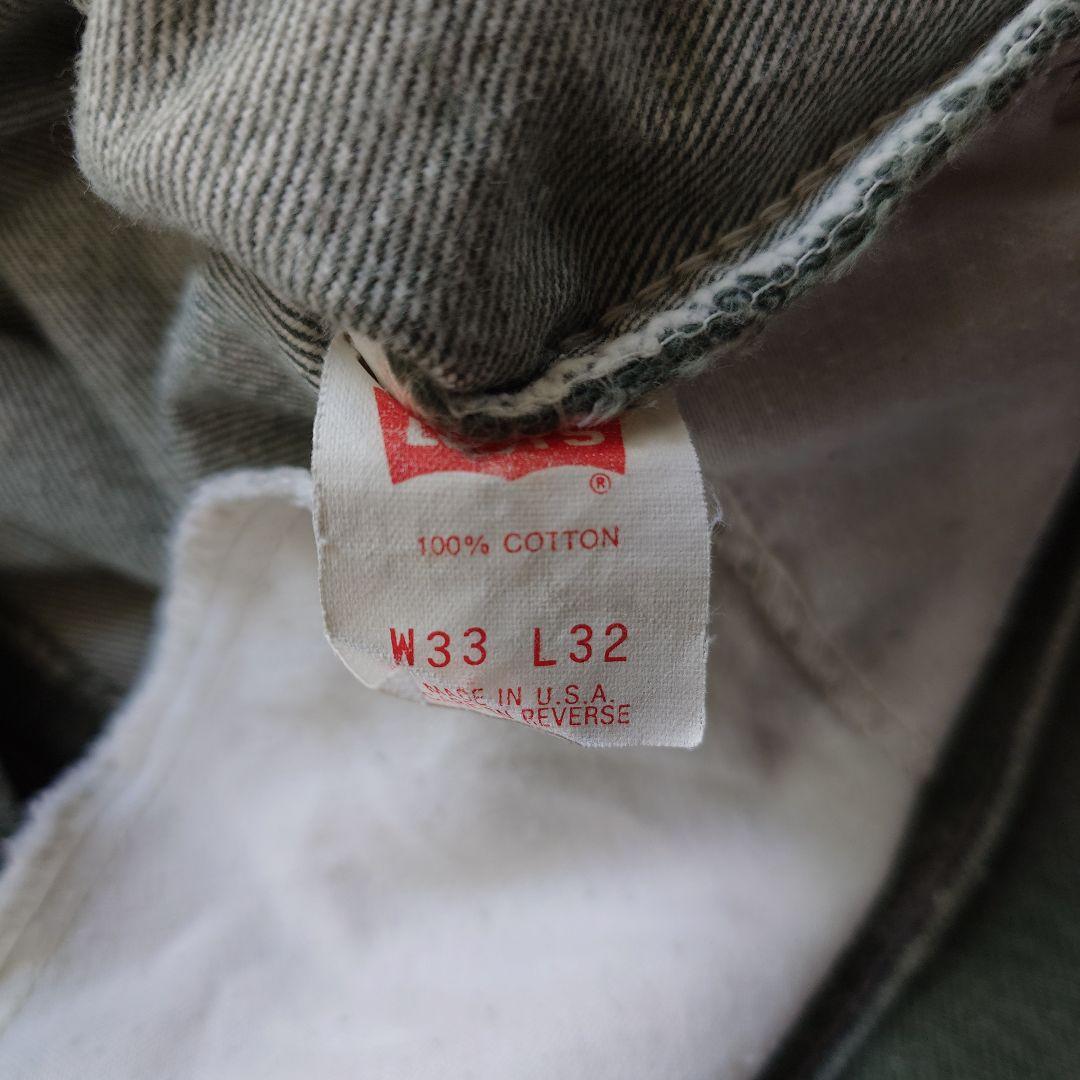 ®
100% COTTON
W33 L32
MADE IN U.S.A.
REVERSE